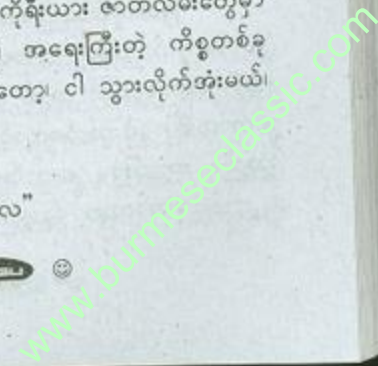 ကိုရီးယား ဇာတ်လမ်းတွေမှာ
အရေးကြီးတဲ့ ကိစ္စတစ်ခု
တော့၊ ငါ သွားလိုက်အုံးမယ်၊
လ”
☺
www.burmeseclassic.com